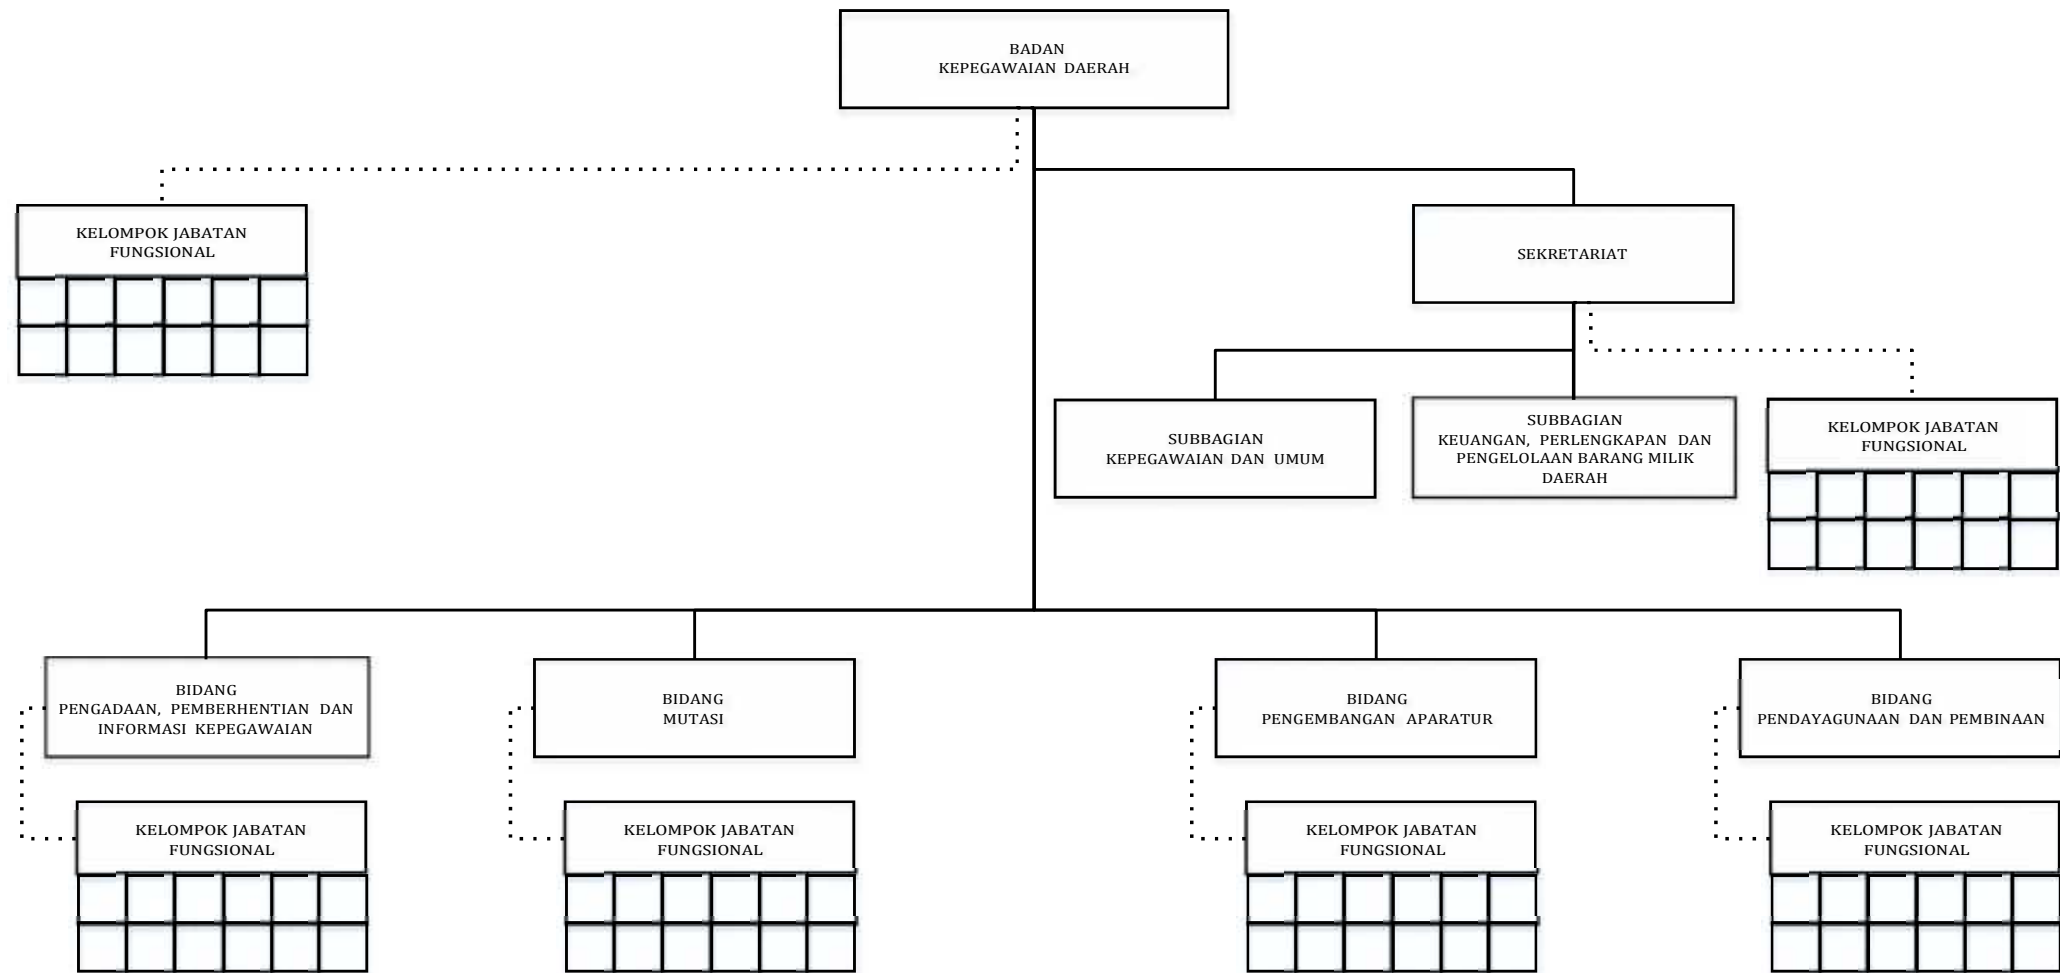 BADAN
KEPEGAWAIAN DAERAH
KELOMPOK JABATAN
FUNGSIONAL
SEKRETARIAT
SUBBAGIAN
KEPEGAWAIAN DAN UMUM
SUBBAGIAN
KEUANGAN, PERLENGKAPAN DAN
PENGELOLAAN BARANG MILIK
DAERAH
KELOMPOK JABATAN
FUNGSIONAL
BIDANG
PENGADAAN, PEMBERHENTIAN DAN
INFORMASI KEPEGAWAIAN
BIDANG
MUTASI
BIDANG
PENGEMBANGAN APARATUR
BIDANG
PENDAYAGUNAAN DAN PEMBINAAN
KELOMPOK JABATAN
FUNGSIONAL
KELOMPOK JABATAN
FUNGSIONAL
KELOMPOK JABATAN
FUNGSIONAL
KELOMPOK JABATAN
FUNGSIONAL